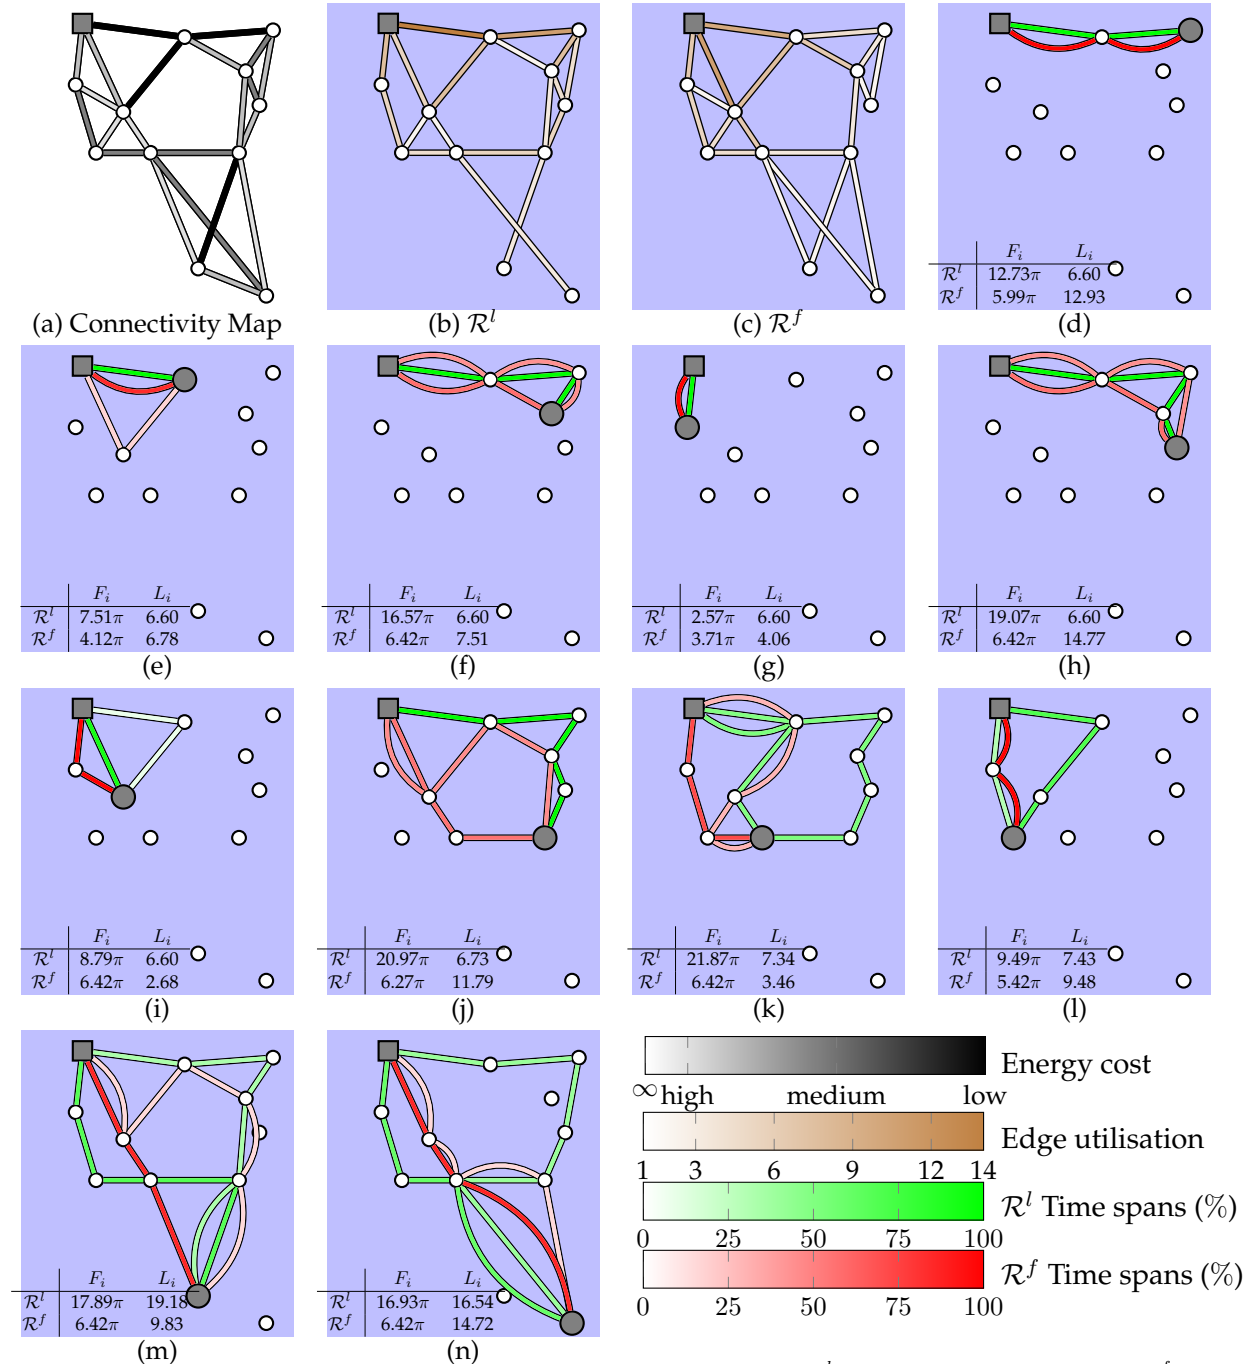 F_i L_i
R^l 12.73π 6.60
R^f 5.99π 12.93
(a) Connectivity Map
(b) R^l
(c) R^f
(d)
F_i L_i
R^l 7.51π 6.60
R^f 4.12π 6.78
(e)
F_i L_i
R^l 16.57π 6.60
R^f 6.42π 7.51
(f)
F_i L_i
R^l 2.57π 6.60
R^f 3.71π 4.06
(g)
F_i L_i
R^l 19.07π 6.60
R^f 6.42π 14.77
(h)
F_i L_i
R^l 8.79π 6.60
R^f 6.42π 2.68
(i)
F_i L_i
R^l 20.97π 6.73
R^f 6.27π 11.79
(j)
F_i L_i
R^l 21.87π 7.34
R^f 6.42π 3.46
(k)
F_i L_i
R^l 9.49π 7.43
R^f 5.42π 9.48
(l)
F_i L_i
R^l 17.89π 19.18
R^f 6.42π 9.83
(m)
F_i L_i
R^l 16.93π 16.54
R^f 6.42π 14.72
(n)
Energy cost
∞ high medium low
Edge utilisation
1 3 6 9 12 14
R^l Time spans (%)
0 25 50 75 100
R^f Time spans (%)
0 25 50 75 100